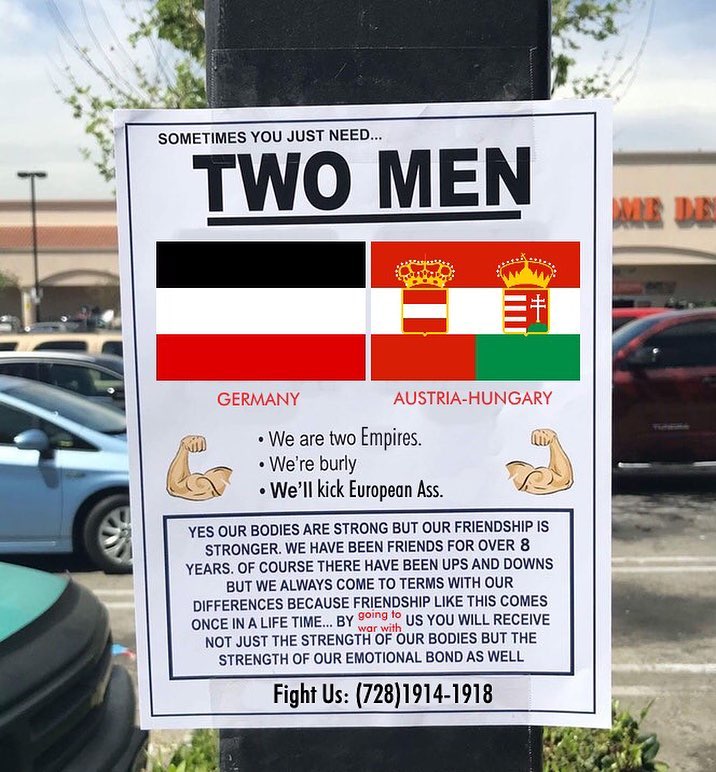 SOMETIMES YOU JUST NEED...
TWO MEN
GERMANY
AUSTRIA-HUNGARY
• We are two Empires.
• We're burly
• We'll kick European Ass.
YES OUR BODIES ARE STRONG BUT OUR FRIENDSHIP IS
STRONGER. WE HAVE BEEN FRIENDS FOR OVER 8
YEARS. OF COURSE THERE HAVE BEEN UPS AND DOWNS
BUT WE ALWAYS COME TO TERMS WITH OUR
DIFFERENCES BECAUSE FRIENDSHIP LIKE THIS COMES
ONCE IN A LIFE TIME... BY going to war with US YOU WILL RECEIVE
NOT JUST THE STRENGTH OF OUR BODIES BUT THE
STRENGTH OF OUR EMOTIONAL BOND AS WELL
Fight Us: (728)1914-1918
OME DE
TUNDRA